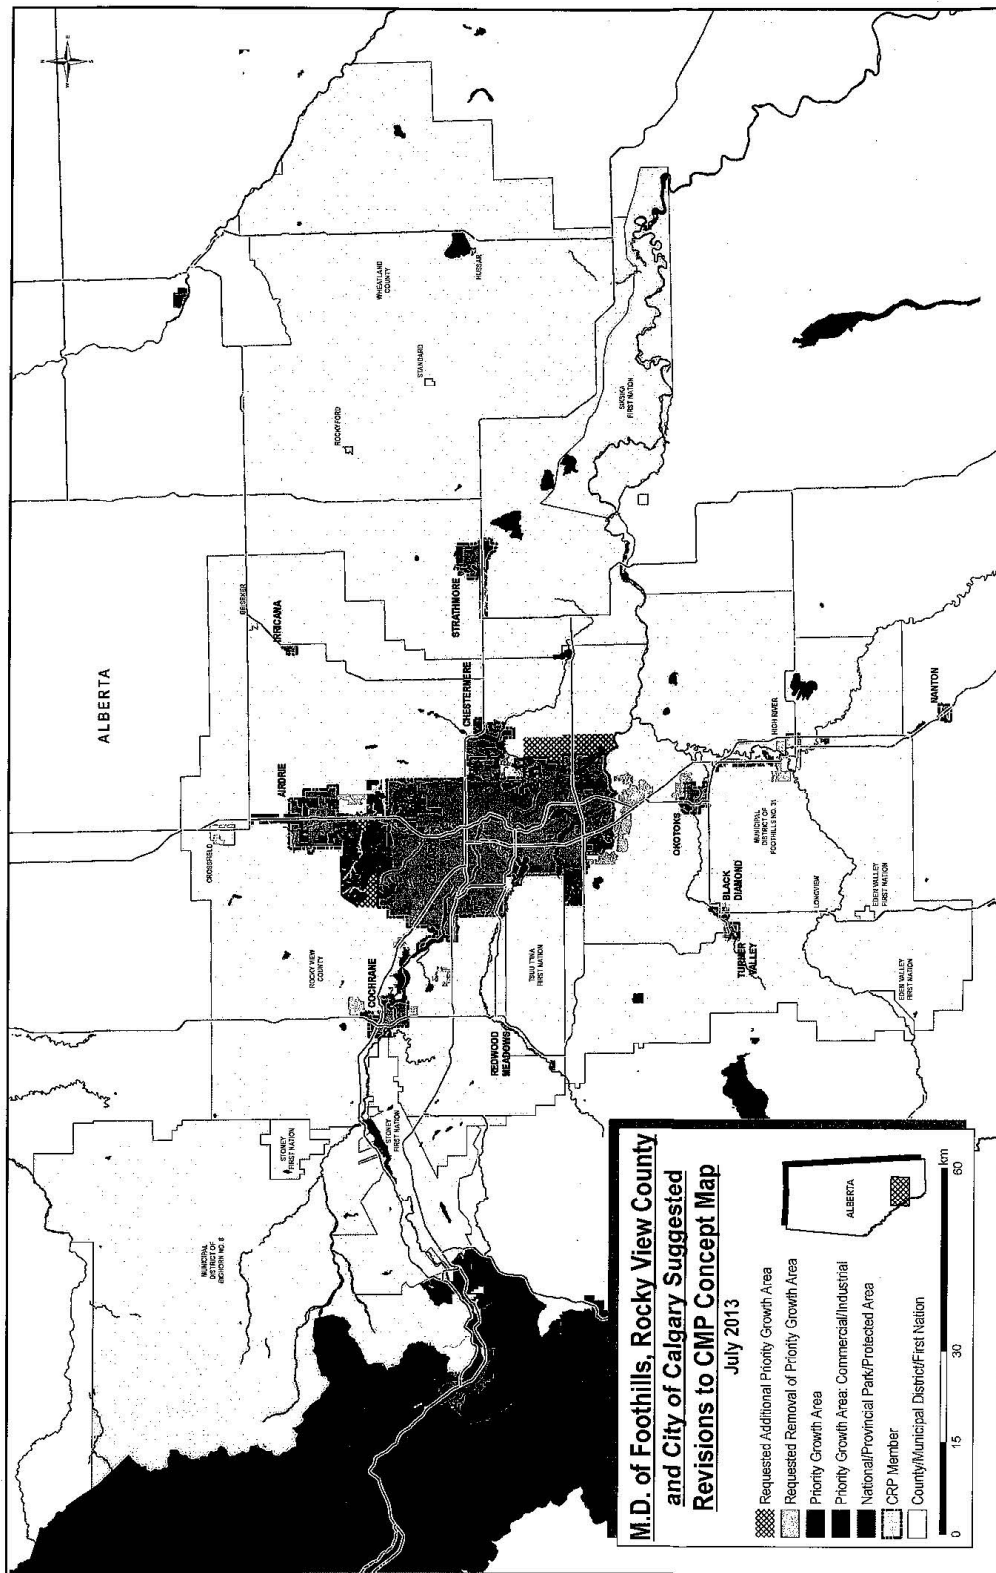 M.D. of Foothills, Rocky View County
and City of Calgary Suggested
Revisions to CMP Concept Map
July 2013
Requested Additional Priority Growth Area
Requested Removal of Priority Growth Area
Priority Growth Area
Priority Growth Area: Commercial/Industrial
National/Provincial Park/Protected Area
CRP Member
County/Municipal District/First Nation
0 15 30 60
km
ALBERTA
ALBERTA
N
E
S
W
MUNICIPAL
DISTRICT OF
BIGHORN NO. 8
STONEY
FIRST NATION
STONEY
FIRST NATION
ROCKY VIEW
COUNTY
COCHRANE
REDWOOD
MEADOWS
TSUU T'INA
FIRST NATION
CROSSFIELD
AIRDRIE
BEISEKER
IRRICANA
CHESTERMERE
STRATHMORE
ROCKYFORD
STANDARD
WHEATLAND
COUNTY
HUSSAR
SIKSIKA
FIRST NATION
OKOTOKS
BLACK
DIAMOND
TURNER
VALLEY
MUNICIPAL
DISTRICT OF
FOOTHILLS NO. 31
HIGH RIVER
LONGVIEW
EDEN VALLEY
FIRST NATION
EDEN VALLEY
FIRST NATION
NANTON